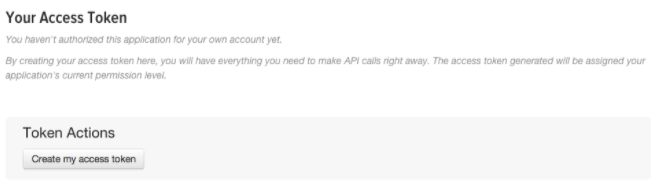 Your Access Token
You haven't authorized this application for your own account yet.
By creating your access token here, you will have everything you need to make API calls right away. The access token generated will be assigned your
application's current permission level.
Token Actions
Create my access token